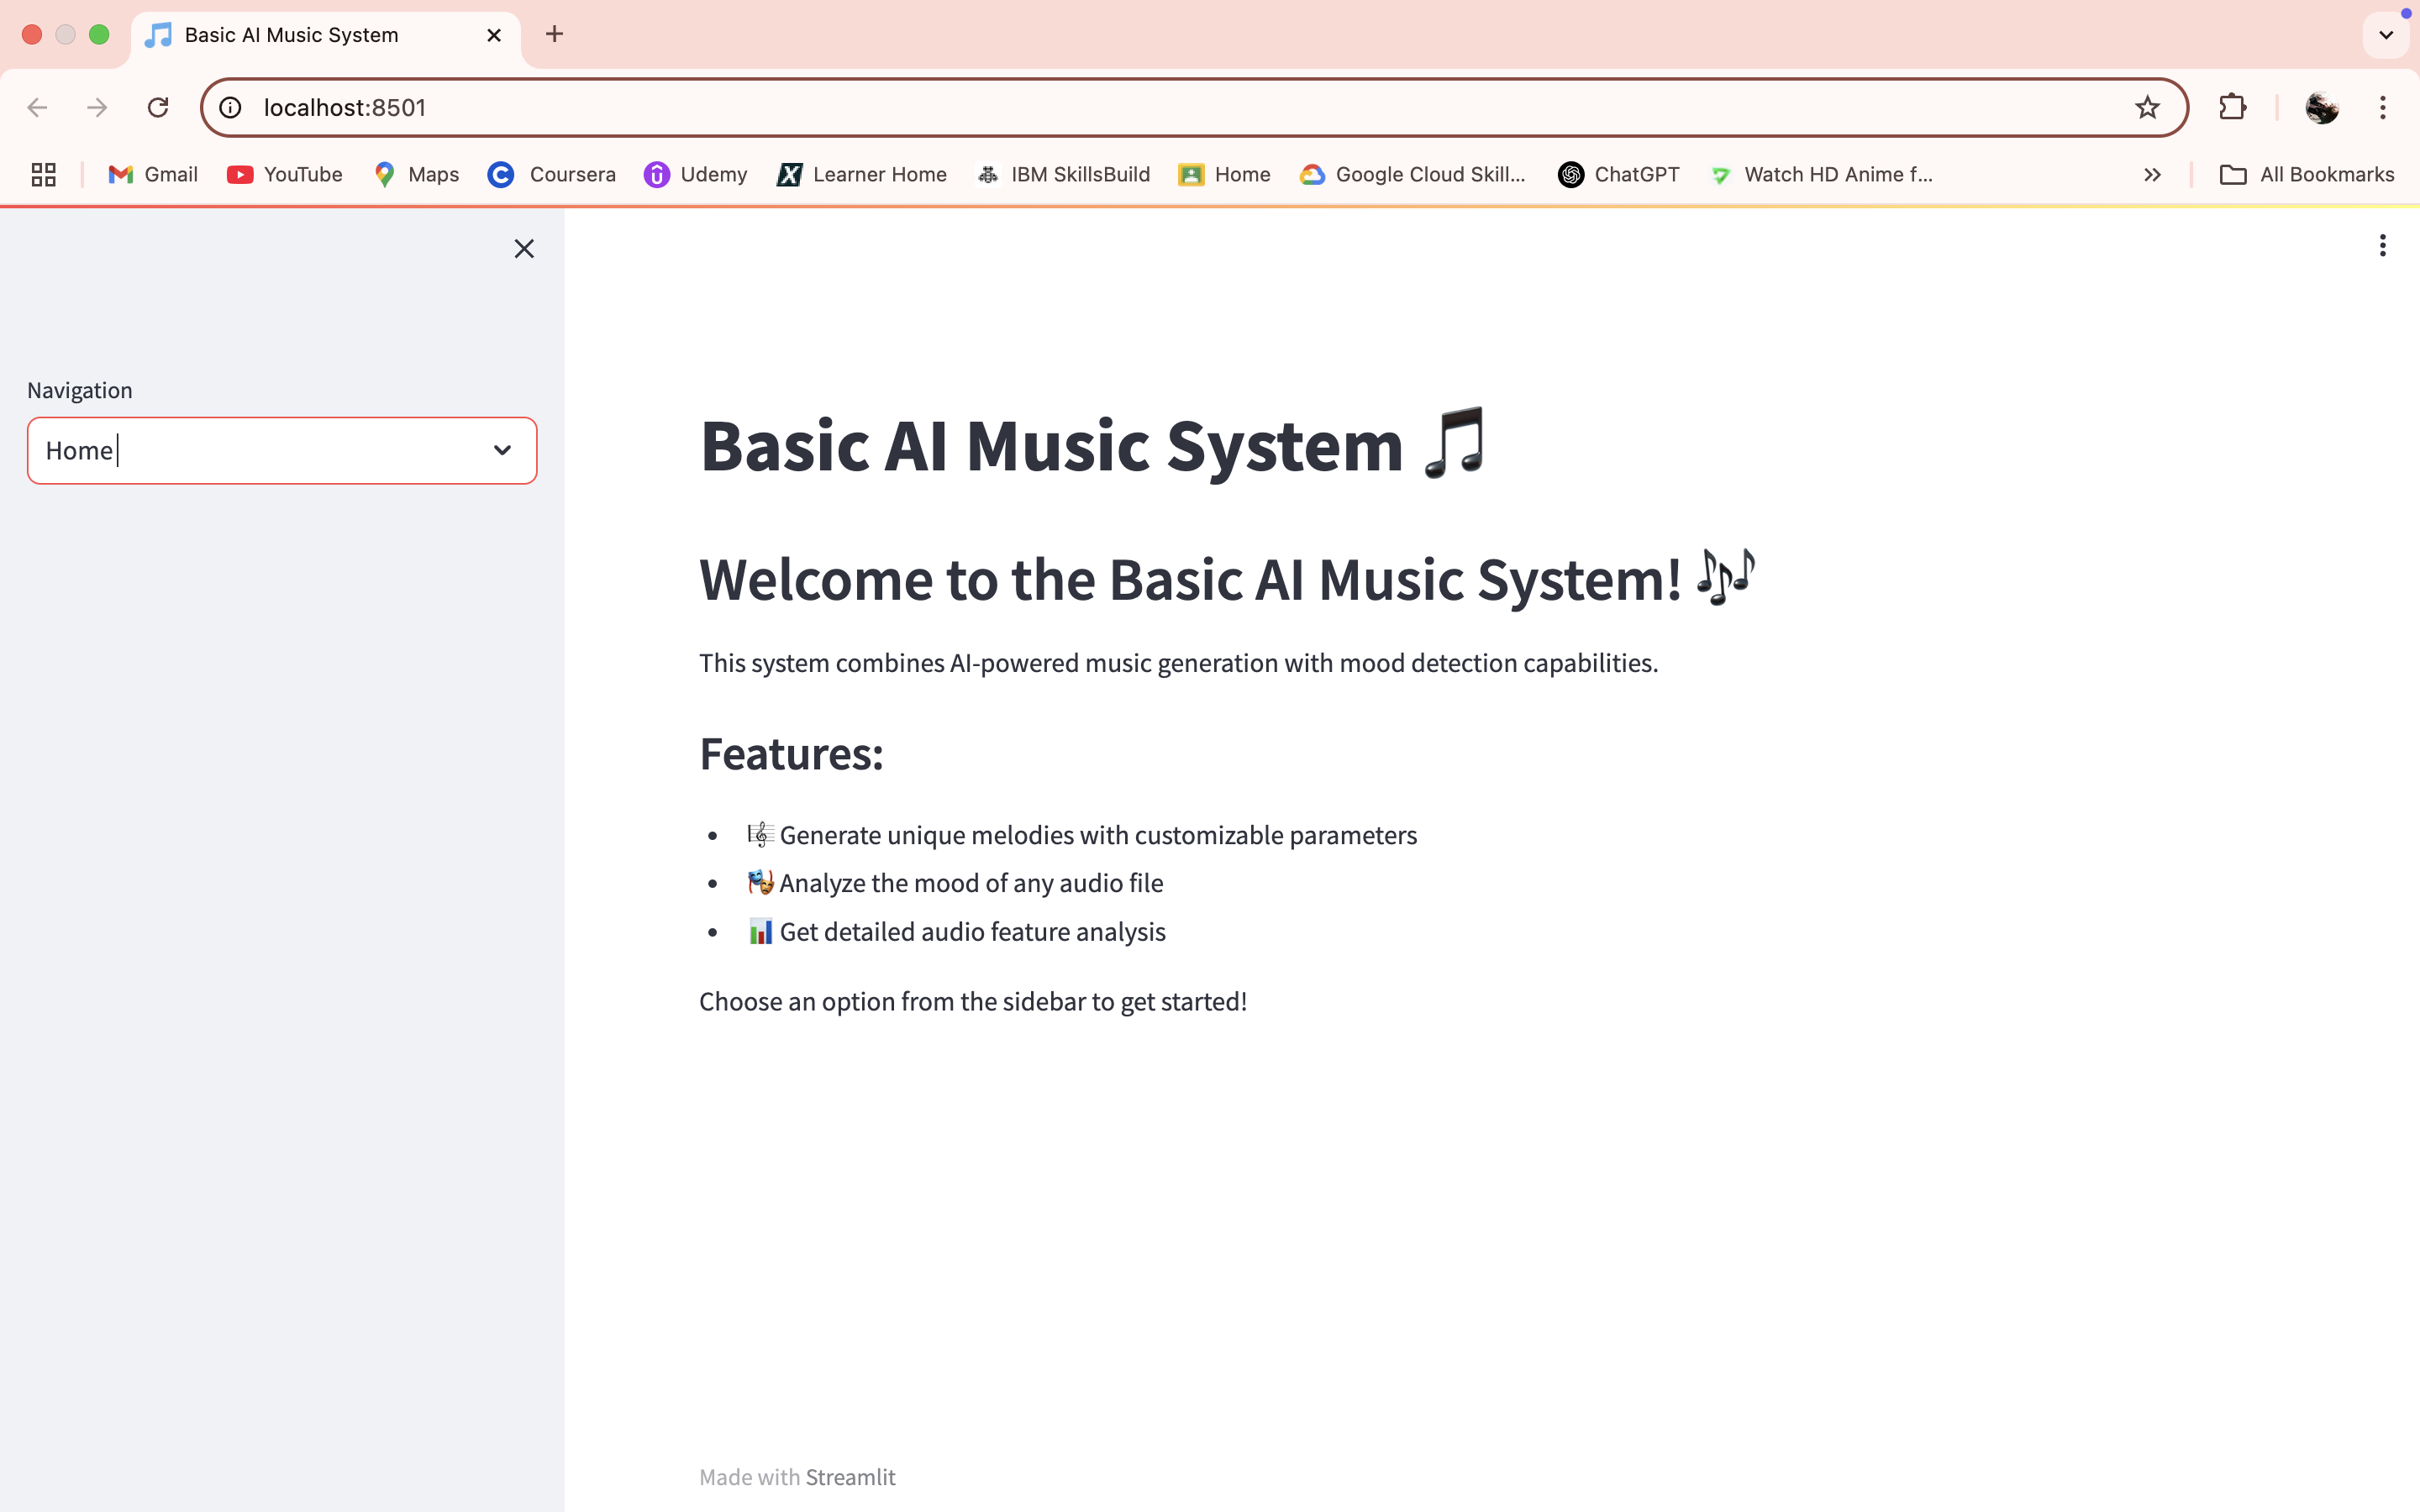 Basic AI Music System
localhost:8501
Gmail YouTube Maps Coursera Udemy Learner Home IBM SkillsBuild Home Google Cloud Skill... ChatGPT Watch HD Anime f... All Bookmarks
Navigation
Home
Basic AI Music System 🎵
Welcome to the Basic AI Music System! 🎶
This system combines AI-powered music generation with mood detection capabilities.
Features:
• 🎼 Generate unique melodies with customizable parameters
• 🎭 Analyze the mood of any audio file
• 📊 Get detailed audio feature analysis
Choose an option from the sidebar to get started!
Made with Streamlit